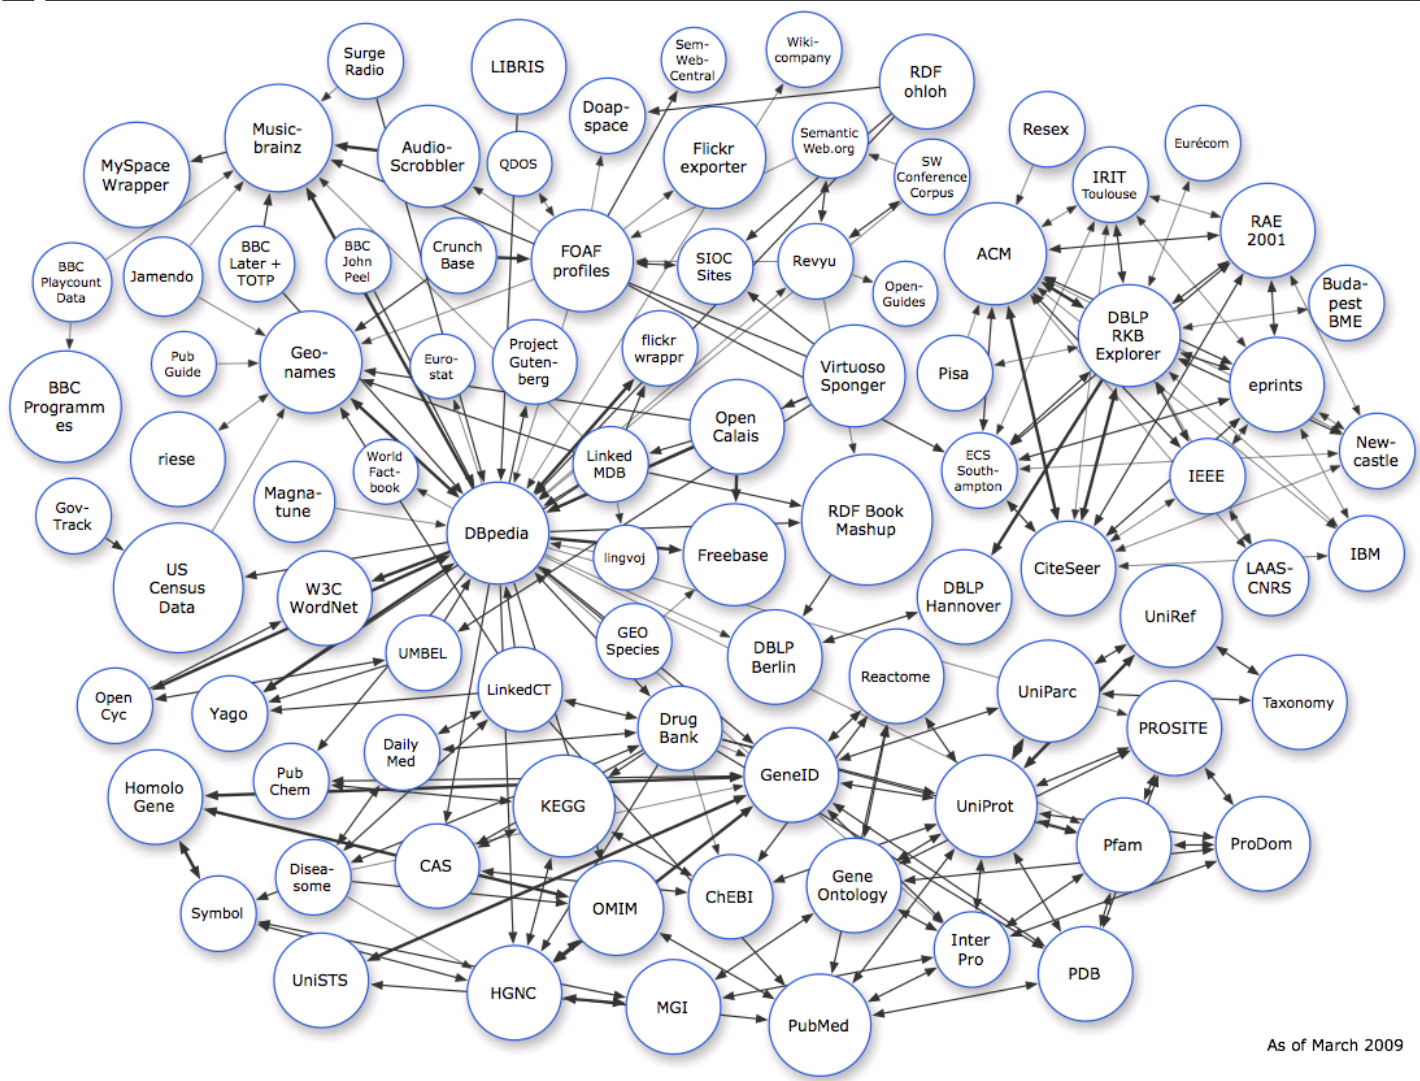 Surge
Radio
LIBRIS
Sem-
Web-
Central
Wiki-
company
RDF
ohloh
Music-
brainz
Audio-
Scrobbler
QDOS
Doap-
space
Flickr
exporter
Semantic
Web.org
SW
Conference
Corpus
Resex
Eurécom
IRIT
Toulouse
MySpace
Wrapper
RAE
2001
BBC
Playcount
Data
Jamendo
BBC
Later +
TOTP
BBC
John
Peel
Crunch
Base
FOAF
profiles
SIOC
Sites
Revyu
Open-
Guides
ACM
DBLP
RKB
Explorer
Buda-
pest
BME
Pub
Guide
Geo-
names
Euro-
stat
Project
Guten-
berg
flickr
wrappr
Virtuoso
Sponger
Pisa
eprints
BBC
Programm
es
riese
World
Fact-
book
Linked
MDB
Open
Calais
ECS
South-
ampton
IEEE
New-
castle
Gov-
Track
Magna-
tune
DBpedia
lingvoj
Freebase
RDF Book
Mashup
CiteSeer
LAAS-
CNRS
IBM
US
Census
Data
W3C
WordNet
DBLP
Hannover
UniRef
UMBEL
GEO
Species
DBLP
Berlin
Reactome
UniParc
Taxonomy
Open
Cyc
Yago
LinkedCT
Drug
Bank
PROSITE
Homolo
Gene
Pub
Chem
Daily
Med
KEGG
GeneID
UniProt
Pfam
ProDom
Disea-
some
CAS
OMIM
ChEBI
Gene
Ontology
Symbol
Inter
Pro
PDB
UniSTS
HGNC
MGI
PubMed
As of March 2009